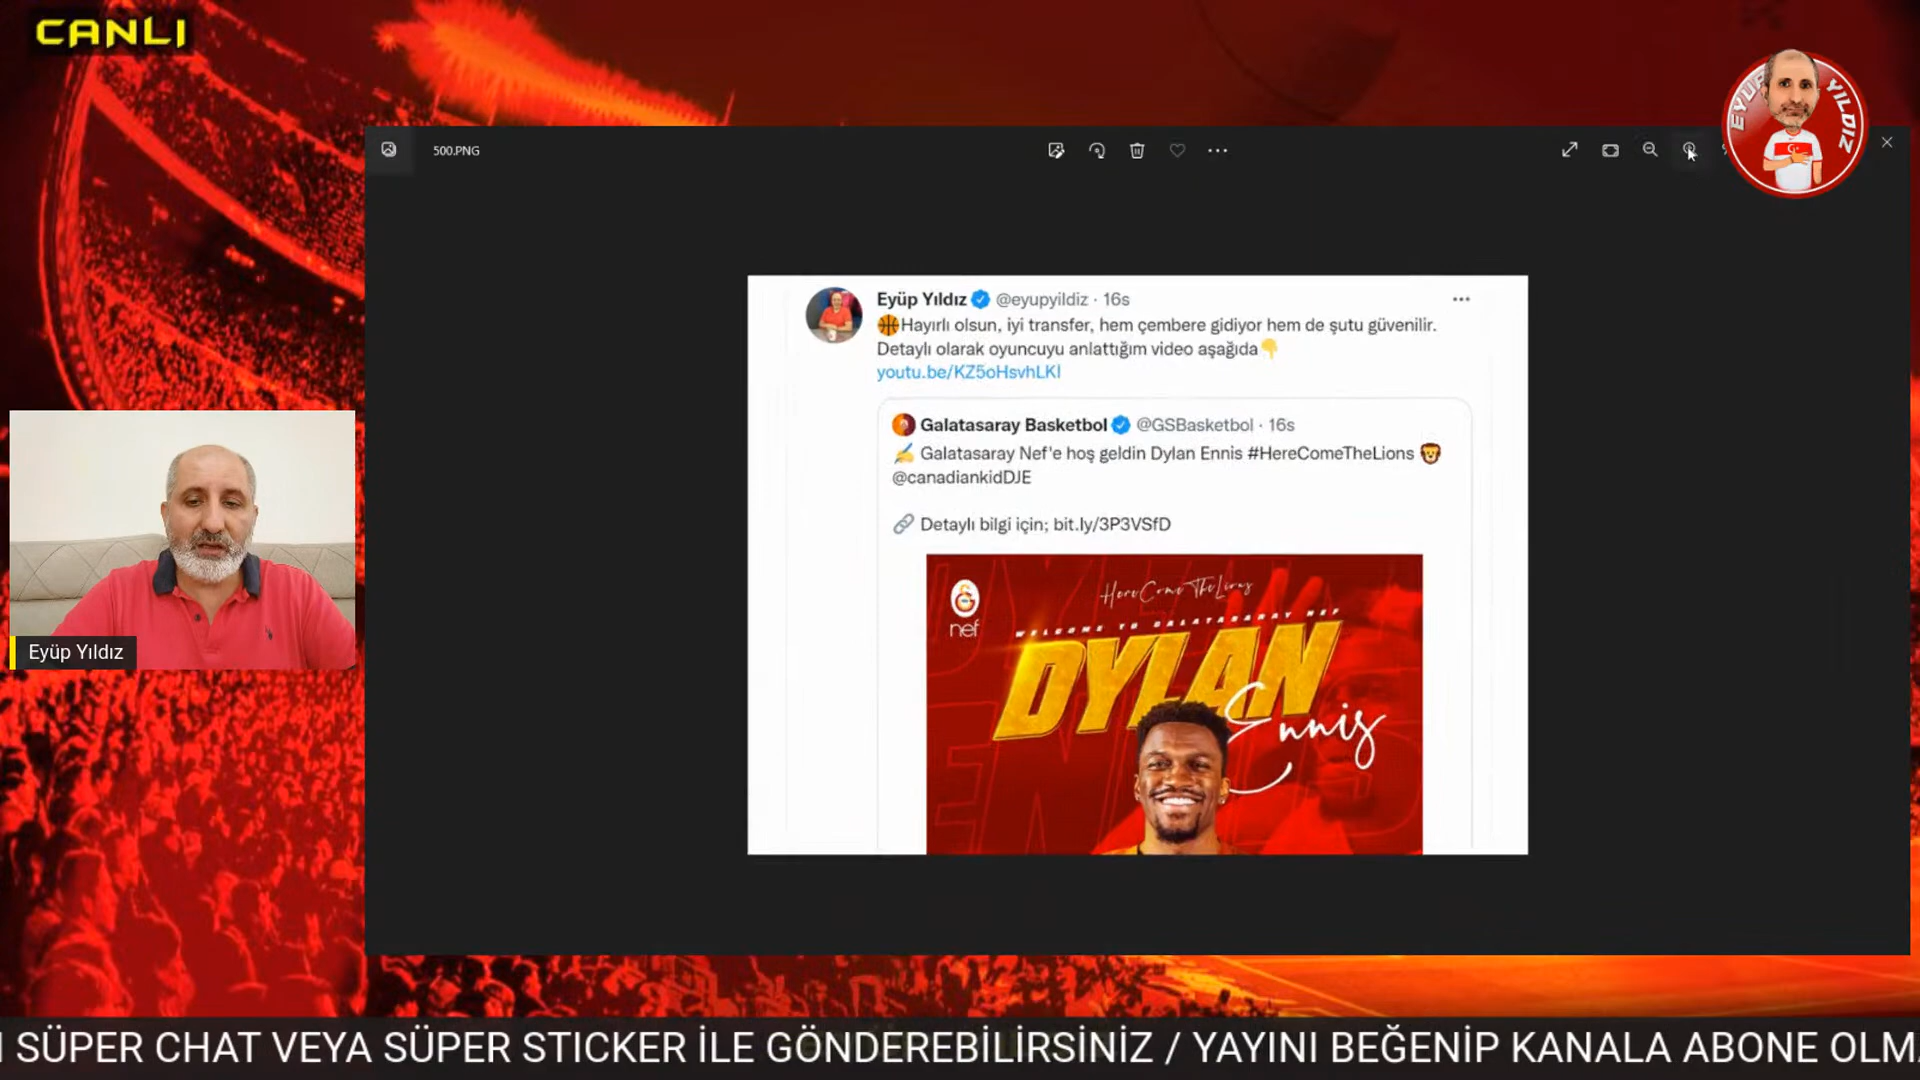 CANLI
EYÜP YILDIZ
500.PNG
Eyüp Yıldız @eyupyildiz · 16s
Hayırlı olsun, iyi transfer, hem çembere gidiyor hem de şutu güvenilir.
Detaylı olarak oyuncuyu anlattığım video aşağıda👇
youtu.be/KZ5oHsvhLKI
Galatasaray Basketbol @GSBasketbol · 16s
✍ Galatasaray Nef'e hoş geldin Dylan Ennis #HereComeTheLions 🦁
@canadiankidDJE
🔗 Detaylı bilgi için; bit.ly/3P3VSfD
HereComeTheLions
nef
WELCOME TO GALATASARAY NEF
DYLAN
Ennis
Eyüp Yıldız
SÜPER CHAT VEYA SÜPER STICKER İLE GÖNDEREBİLİRSİNİZ / YAYINI BEĞENİP KANALA ABONE